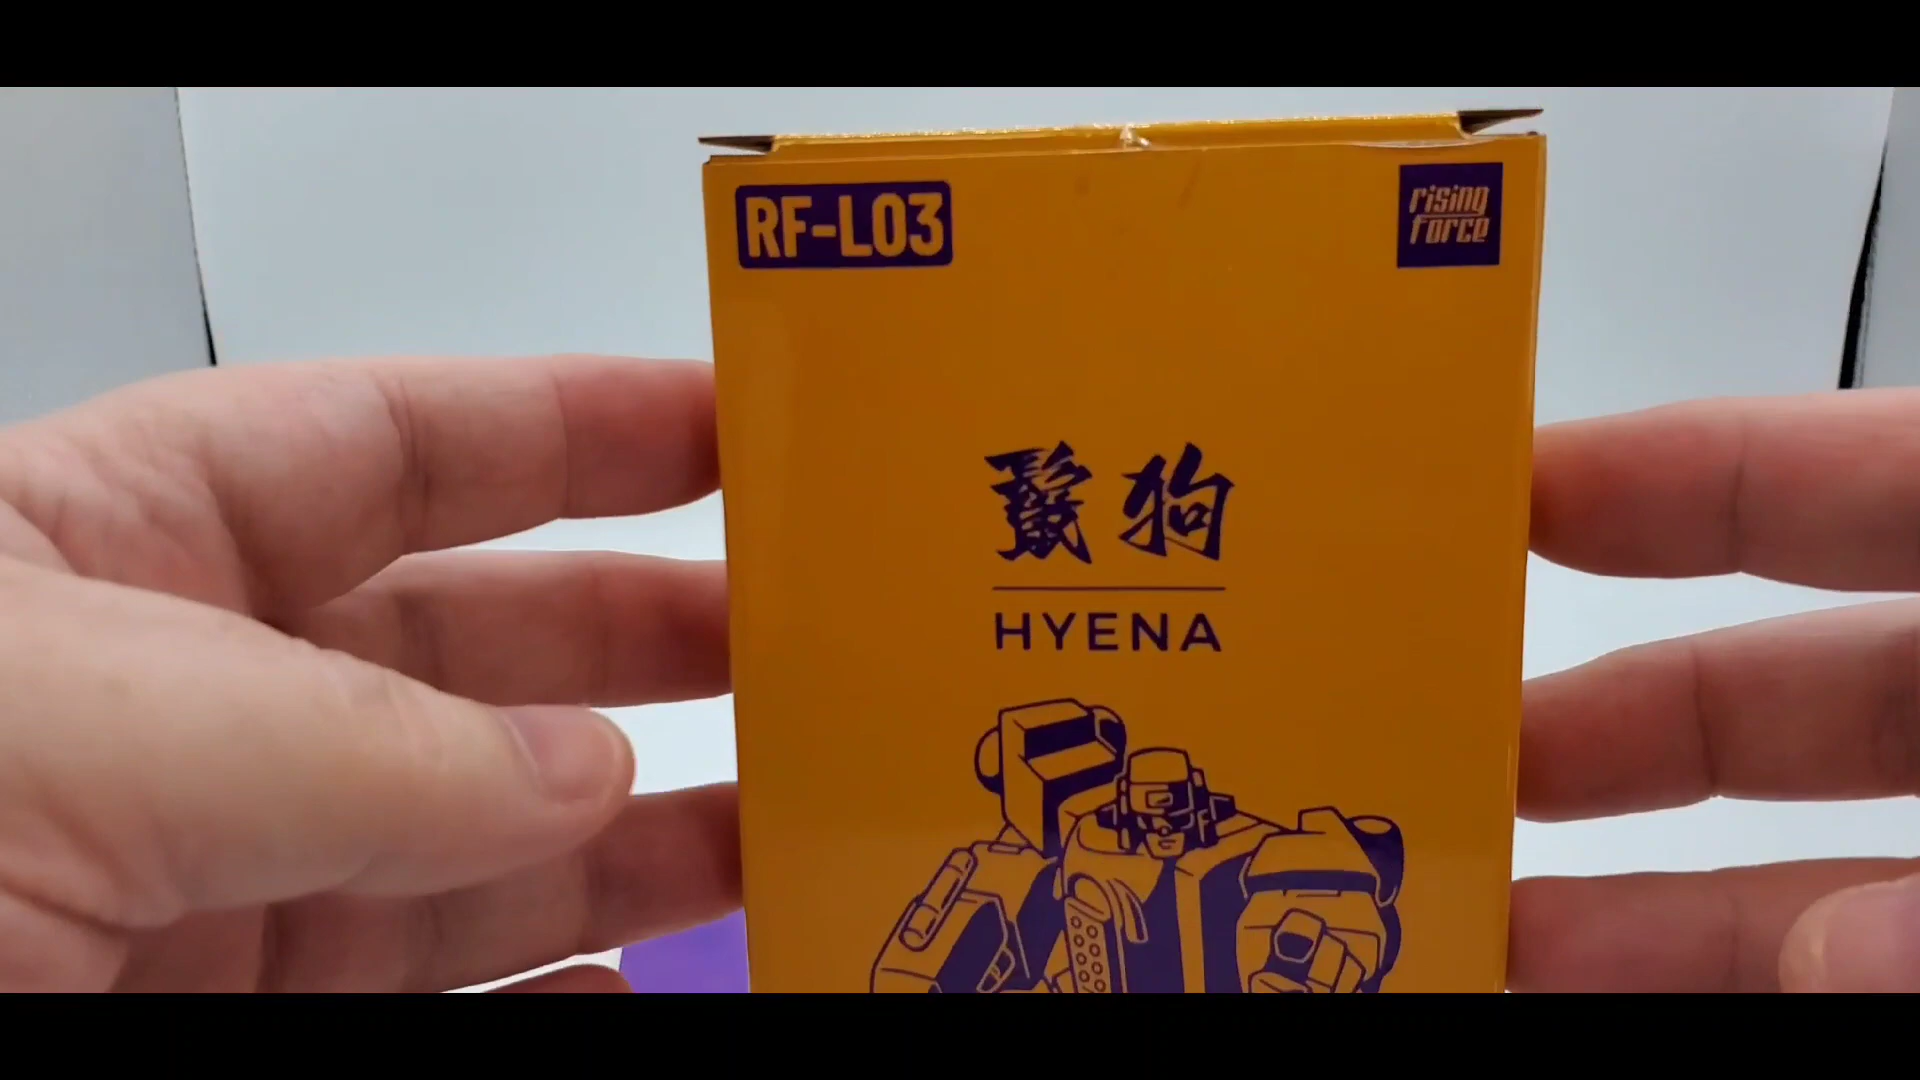 RF-L03
rising
force
鬣狗
HYENA